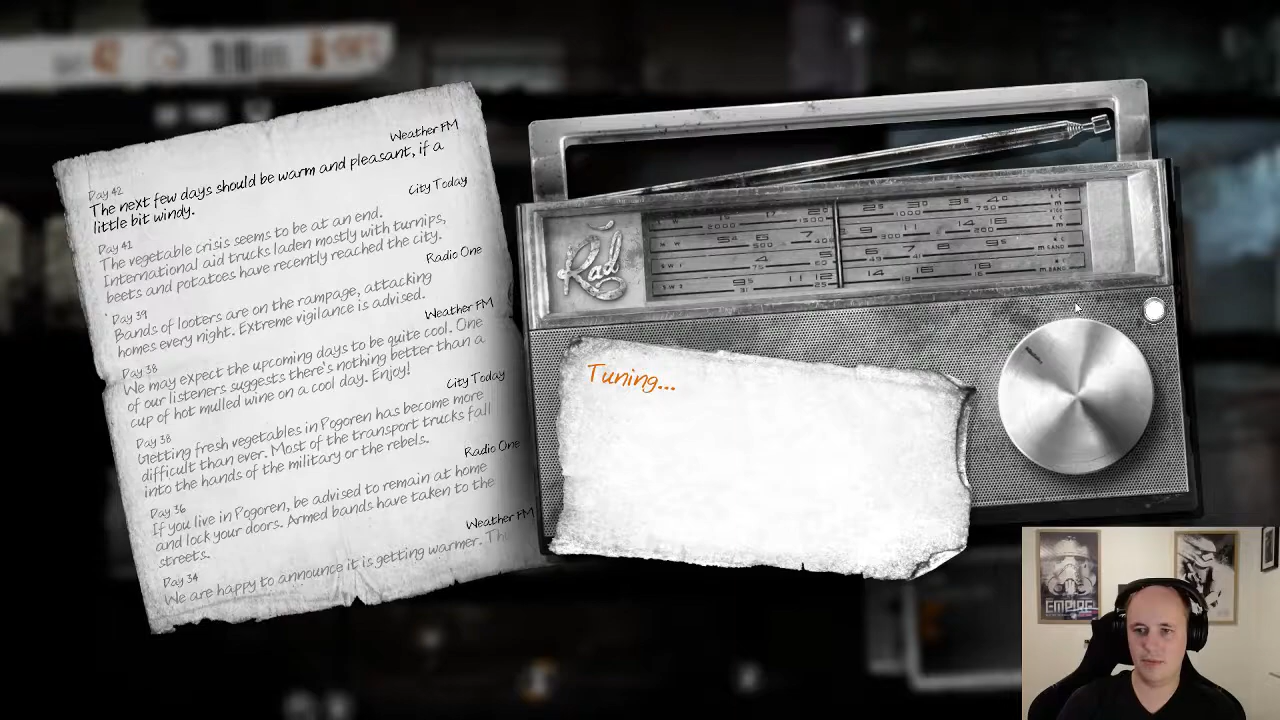 Weather FM
Day 42
The next few days should be warm and pleasant, if a
little bit windy.
City Today
Day 41
The vegetable crisis seems to be at an end.
International aid trucks laden mostly with turnips,
beets and potatoes have recently reached the city.
Radio One
Day 39
Bands of looters are on the rampage, attacking
homes every night. Extreme vigilance is advised.
Weather FM
Day 38
We may expect the upcoming days to be quite cool. One
of our listeners suggests there's nothing better than a
cup of hot mulled wine on a cool day. Enjoy!
City Today
Day 38
Getting fresh vegetables in Pogoren has become more
difficult than ever. Most of the transport trucks fall
into the hands of the military or the rebels.
Radio One
Day 36
If you live in Pogoren, be advised to remain at home
and lock your doors. Armed bands have taken to the
streets.
Weather FM
Day 34
We are happy to announce it is getting warmer.
Rad
Tuning...
EMPIRE